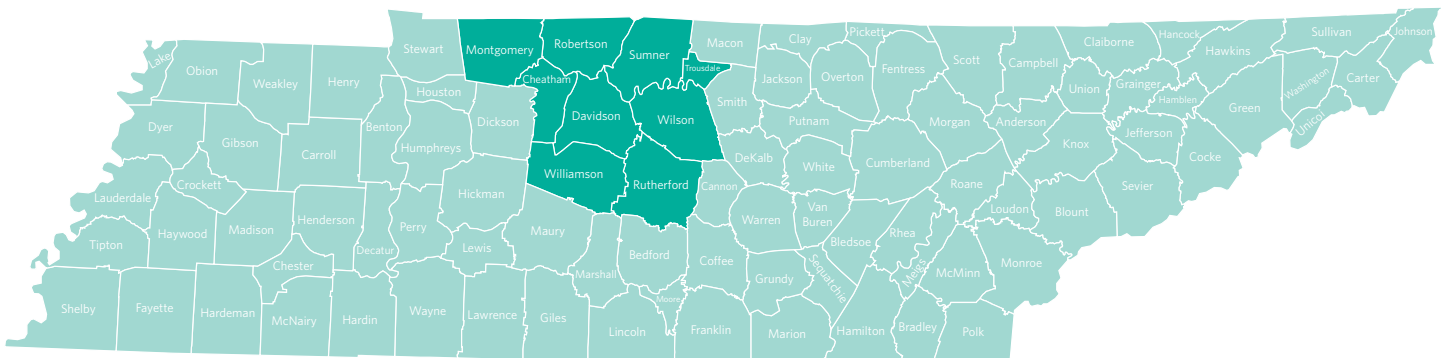 Stewart
Montgomery
Robertson
Sumner
Macon
Clay
Pickett
Scott
Campbell
Claiborne
Hancock
Hawkins
Sullivan
Johnson
Lake
Obion
Weakley
Henry
Houston
Cheatham
Trousdale
Jackson
Overton
Fentress
Union
Grainger
Hamblen
Washington
Carter
Unicoi
Dyer
Gibson
Carroll
Benton
Humphreys
Dickson
Davidson
Wilson
Smith
Putnam
Morgan
Anderson
Knox
Jefferson
Green
Cocke
Lauderdale
Crockett
Hickman
Williamson
Rutherford
DeKalb
Cannon
White
Cumberland
Roane
Loudon
Blount
Sevier
Tipton
Haywood
Madison
Henderson
Decatur
Perry
Lewis
Maury
Marshall
Bedford
Coffee
Warren
Van
Buren
Bledsoe
Rhea
Meigs
McMinn
Monroe
Shelby
Fayette
Hardeman
Chester
McNairy
Hardin
Wayne
Lawrence
Giles
Lincoln
Moore
Franklin
Grundy
Sequatchie
Marion
Hamilton
Bradley
Polk